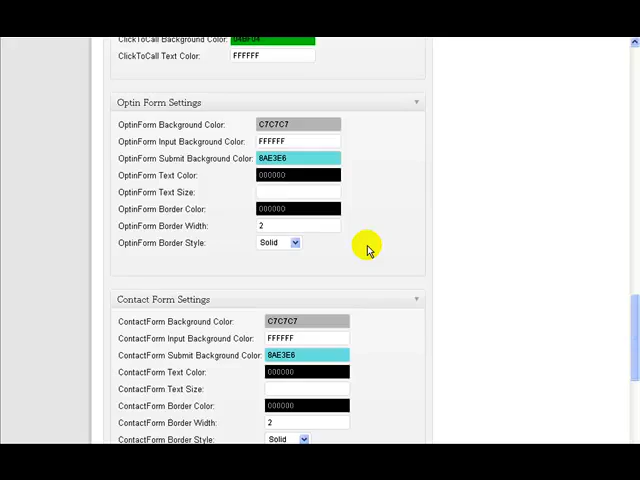 ClickToCall Background Color:
ClickToCall Text Color: FFFFFF
Optin Form Settings
OptinForm Background Color: C7C7C7
OptinForm Input Background Color: FFFFFF
OptinForm Submit Background Color: 8AE3E6
OptinForm Text Color: 000000
OptinForm Text Size:
OptinForm Border Color: 000000
OptinForm Border Width: 2
OptinForm Border Style: Solid
Contact Form Settings
ContactForm Background Color: C7C7C7
ContactForm Input Background Color: FFFFFF
ContactForm Submit Background Color: 8AE3E6
ContactForm Text Color: 000000
ContactForm Text Size:
ContactForm Border Color: 000000
ContactForm Border Width: 2
ContactForm Border Style: Solid